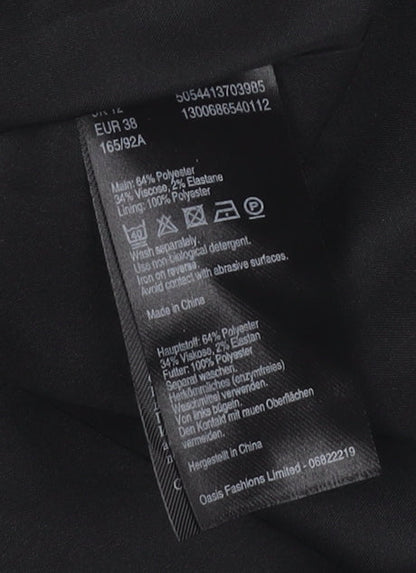 UK 12
5054413703985
EUR 38
1300686540112
165/92A
Main: 64% Polyester
34% Viscose, 2% Elastane
Lining: 100% Polyester
40
P
Wash separately.
Use non biological detergent.
Iron on reverse.
Avoid contact with abrasive surfaces.
Made in China
Hauptstoff: 64% Polyester
34% Viskose, 2% Elastan
Futter: 100% Polyester
Separat waschen.
Herkömmliches (enzymfreies)
Waschmittel verwenden.
Von links bügeln.
Den Kontakt mit rauen Oberflächen
vermeiden.
Hergestellt in China
Oasis Fashions Limited - 06822219